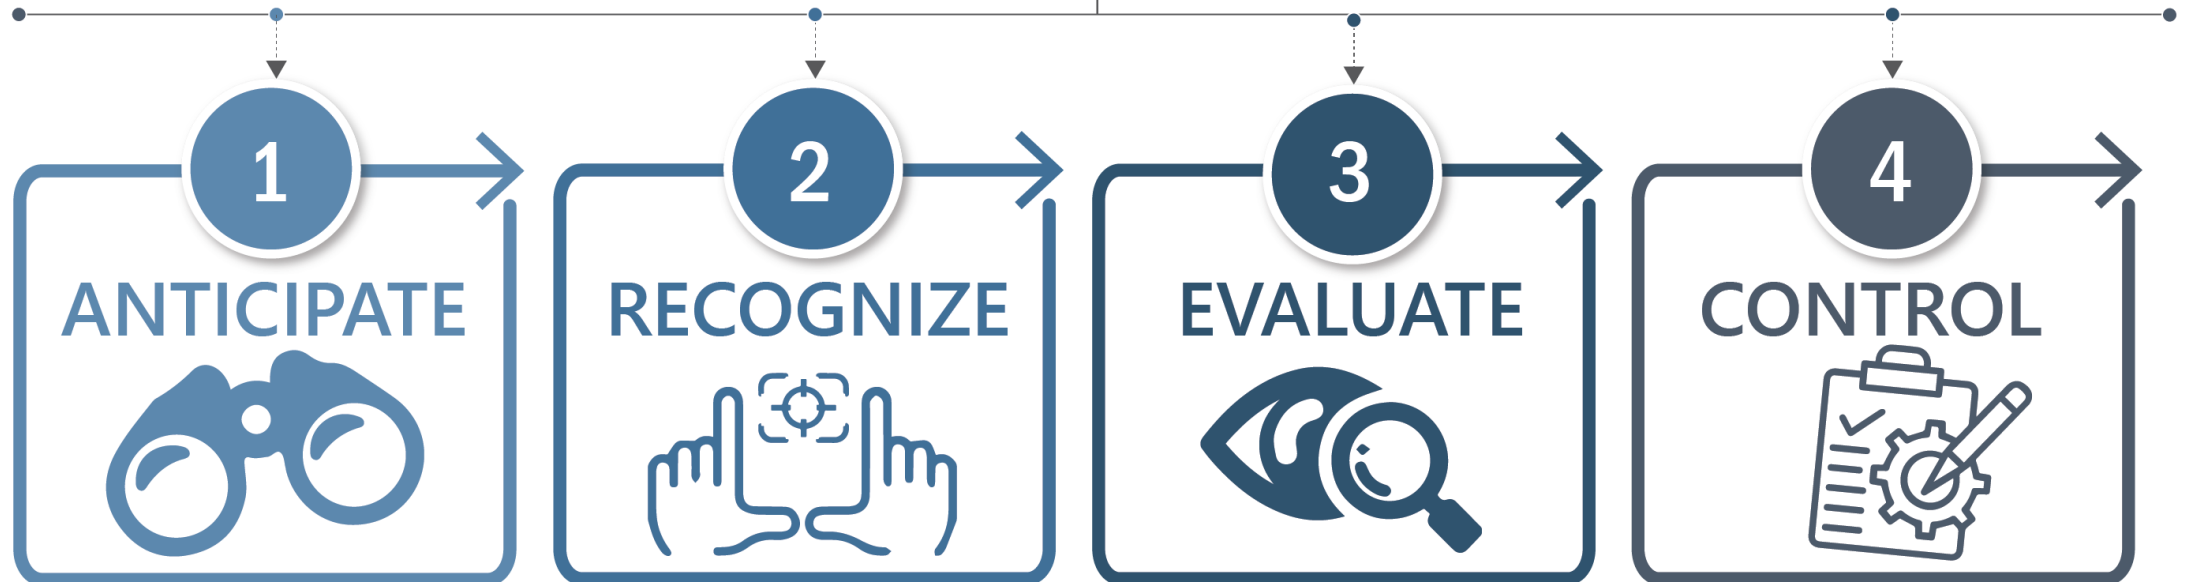 1
ANTICIPATE
2
RECOGNIZE
3
EVALUATE
4
CONTROL